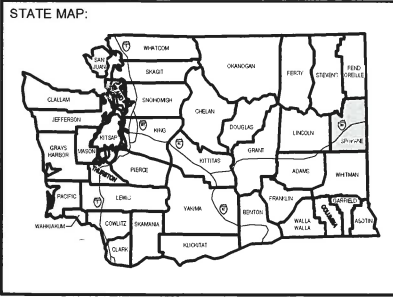 STATE MAP:
WHATCOM
SAN JUAN
SKAGIT
OKANOGAN
FERRY
STEVENS
PEND OREILLE
SNOHOMISH
CLALLAM
CHELAN
JEFFERSON
DOUGLAS
LINCOLN
SPOKANE
KITSAP
KING
GRAYS HARBOR
MASON
KITTITAS
GRANT
ADAMS
WHITMAN
THURSTON
PIERCE
PACIFIC
LEWIS
YAKIMA
FRANKLIN
GARFIELD
COLUMBIA
WAHKIAKUM
COWLITZ
SKAMANIA
BENTON
WALLA WALLA
ASOTIN
CLARK
KLICKITAT